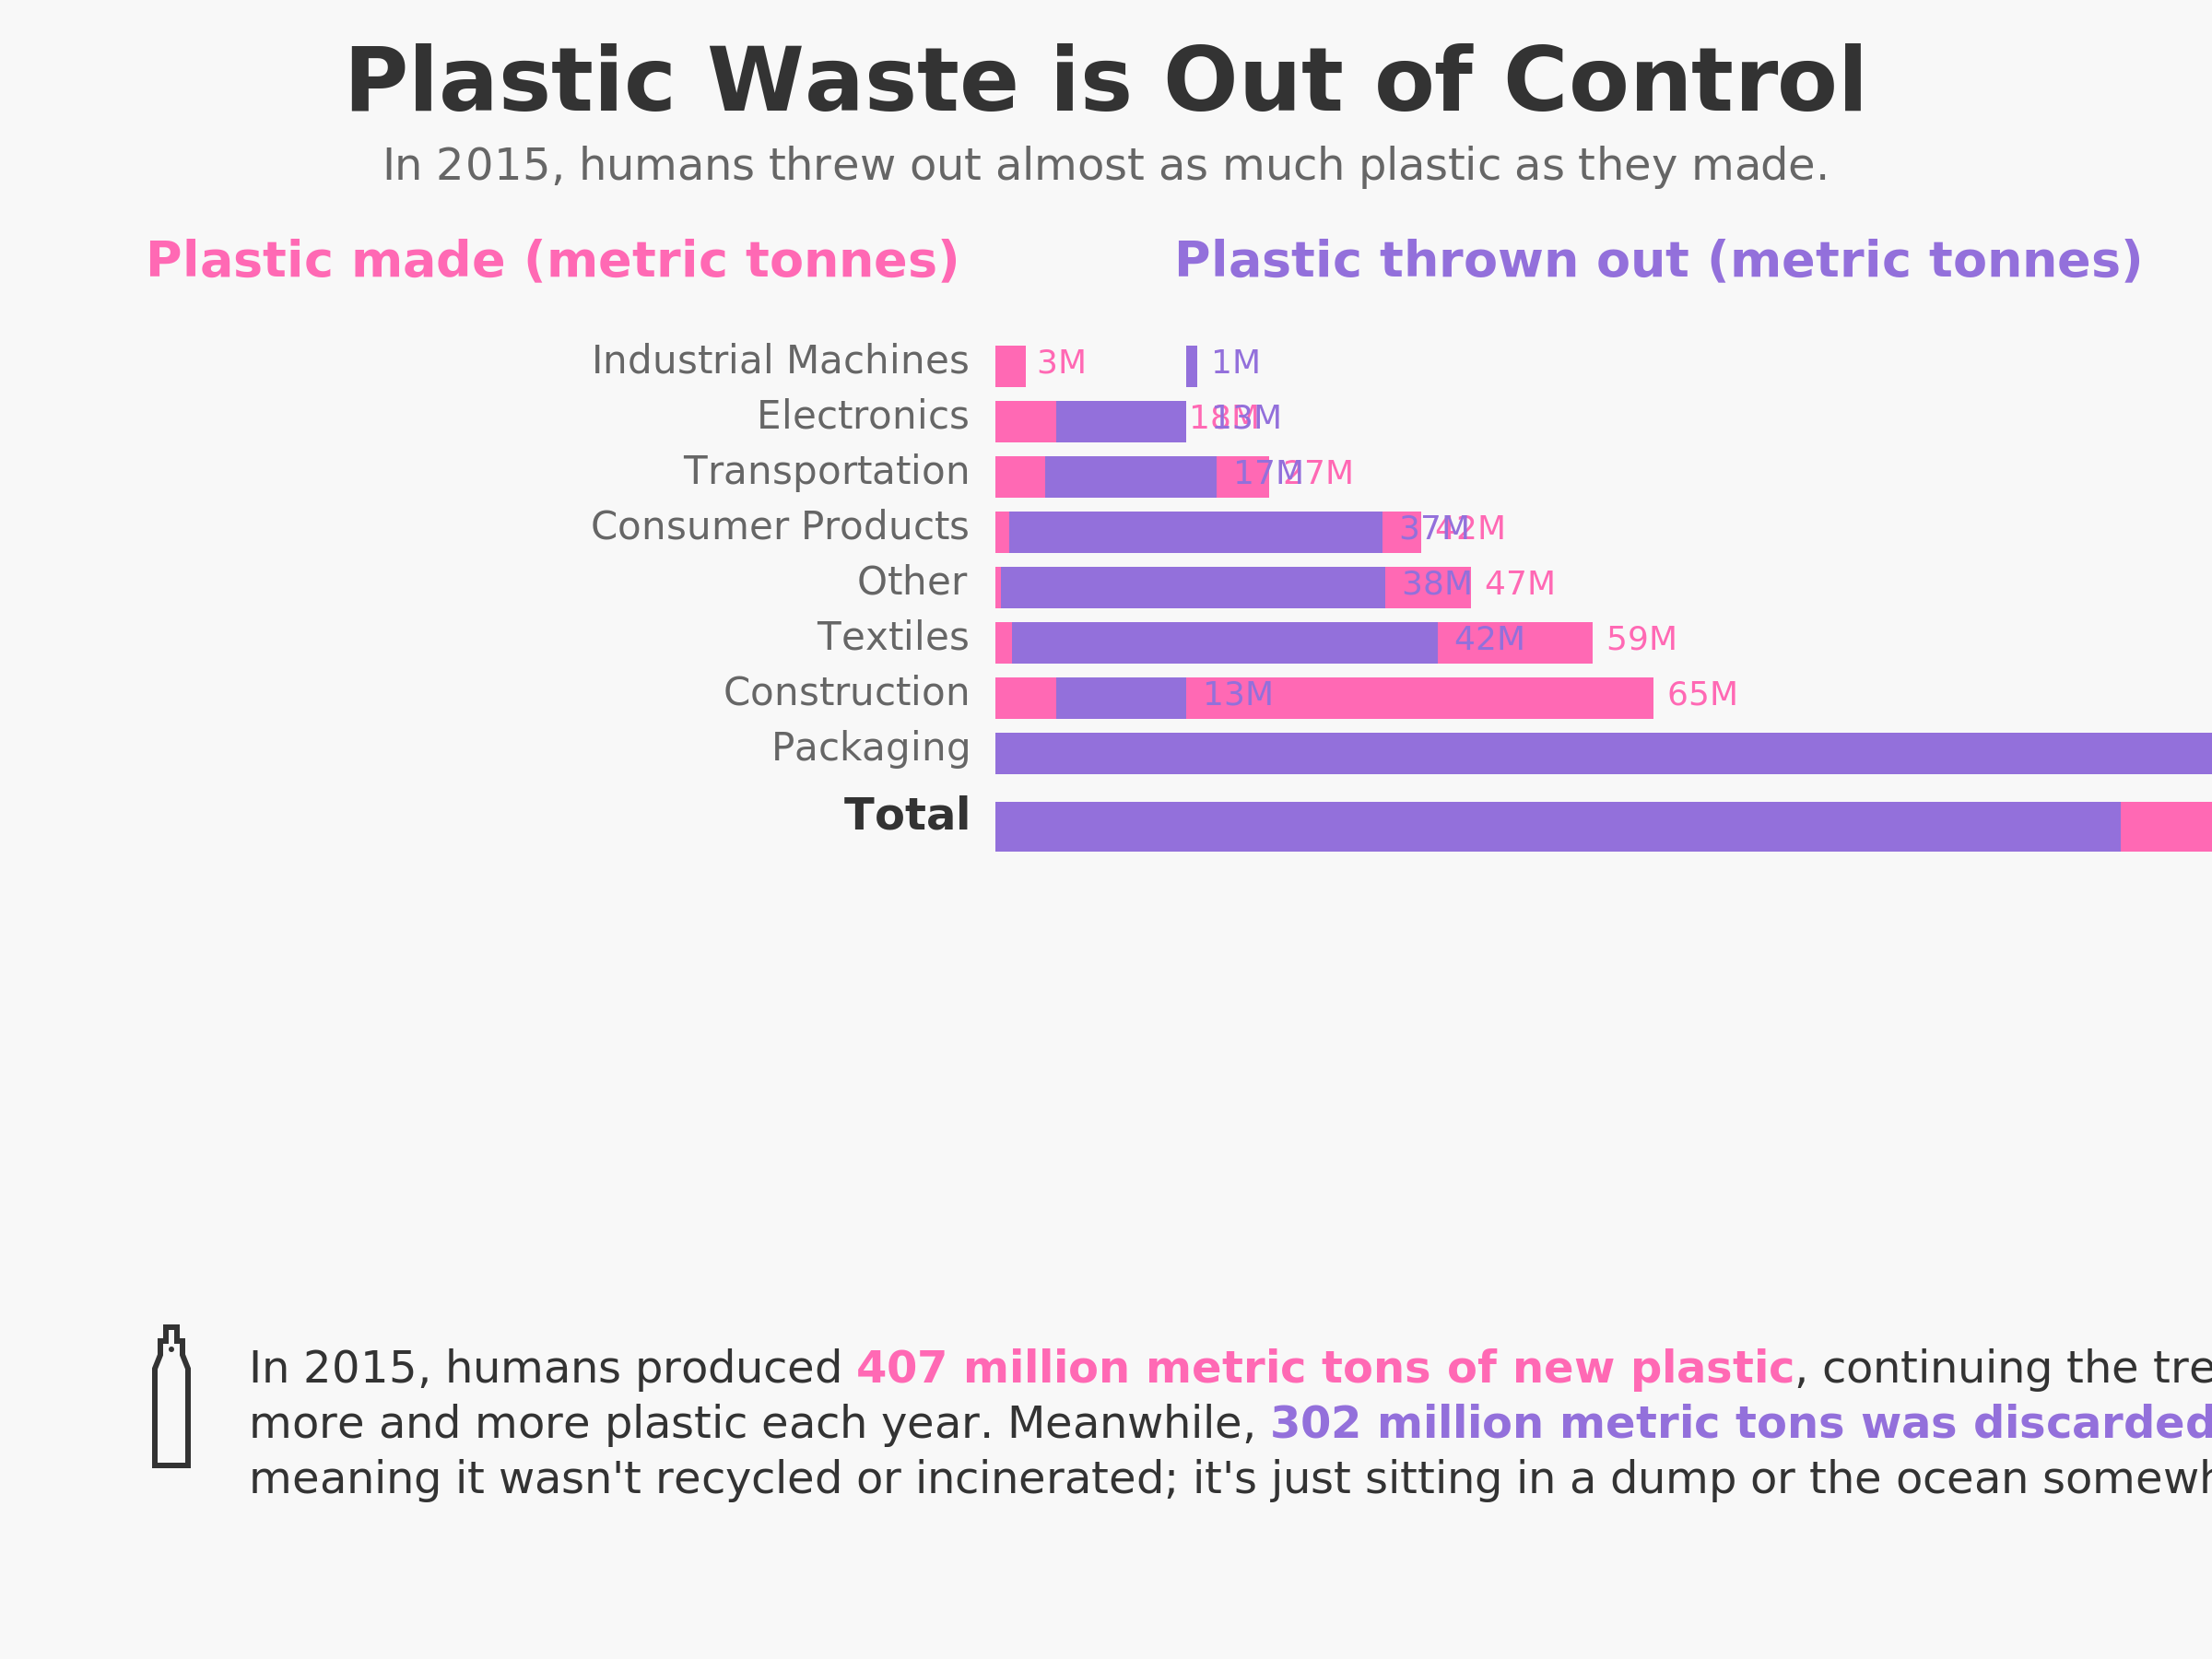 Plastic Waste is Out of Control
In 2015, humans threw out almost as much plastic as they made.
Plastic made (metric tonnes) Plastic thrown out (metric tonnes)
Industrial Machines 3M 1M
Electronics 18M 13M
Transportation 17M 27M
Consumer Products 37M 42M
Other 38M 47M
Textiles 42M 59M
Construction 13M 65M
Packaging
Total
In 2015, humans produced 407 million metric tons of new plastic, continuing the tre
more and more plastic each year. Meanwhile, 302 million metric tons was discarded
meaning it wasn't recycled or incinerated; it's just sitting in a dump or the ocean somewh